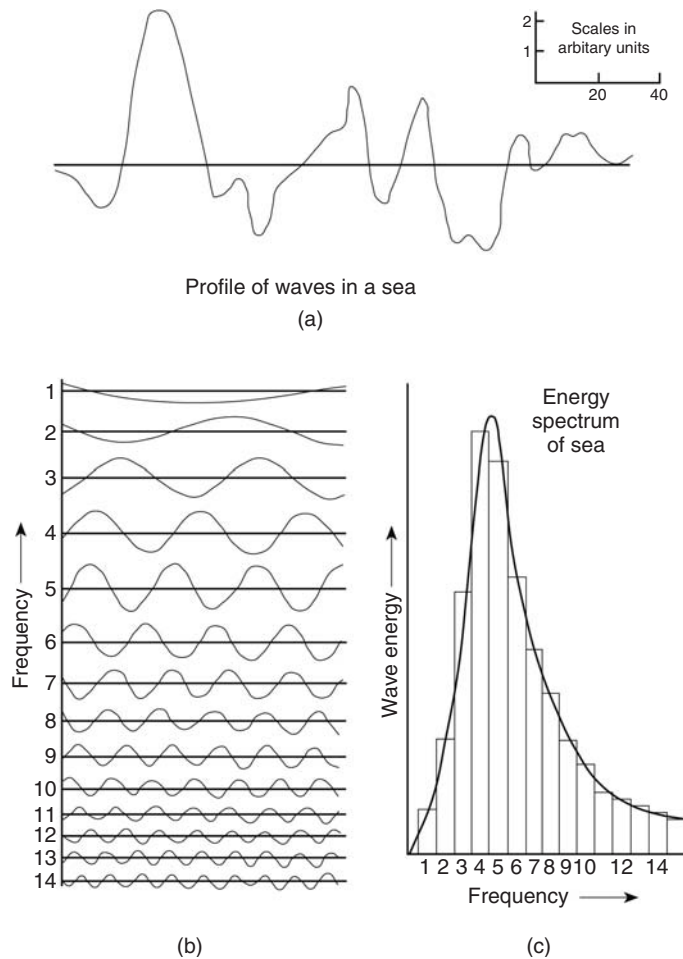 2
1
Scales in
arbitary units
20 40
Profile of waves in a sea
(a)
1
2
3
4
5
6
7
8
9
10
11
12
13
14
Frequency
(b)
Energy
spectrum
of sea
Wave energy
1 2 3 4 5 6 7 8 9 10 12 14
Frequency
(c)